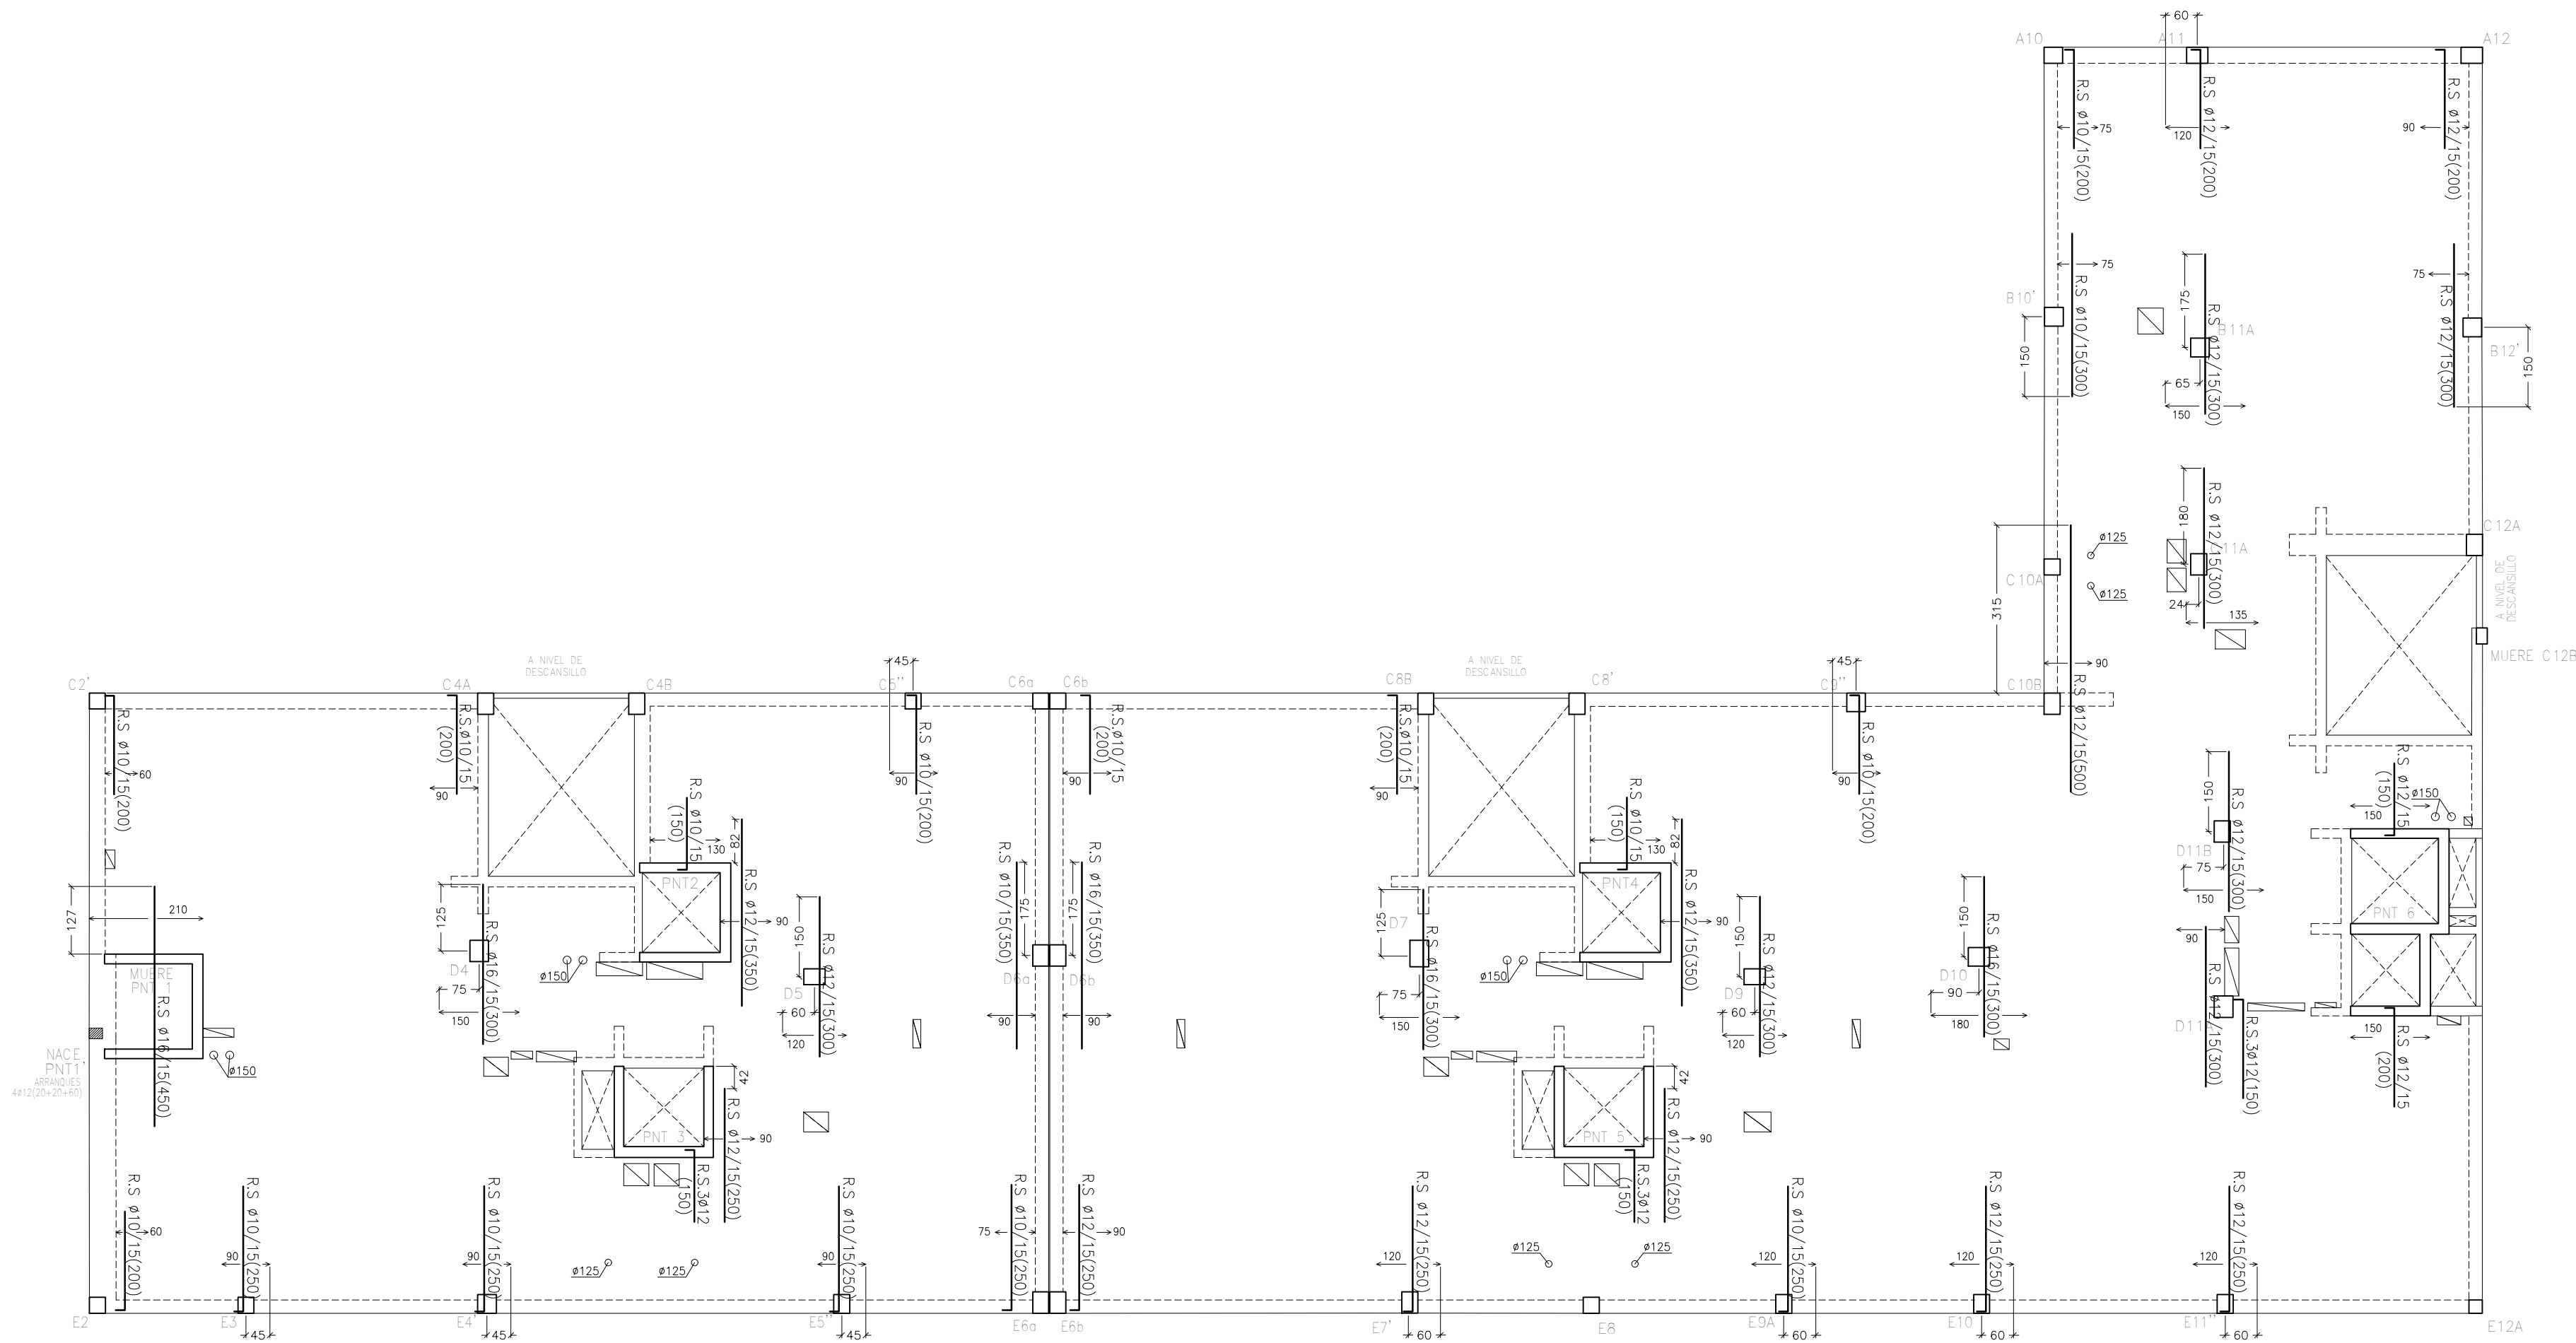 60
A10
A11
A12
R.S ø10/15(200)
75
R.S ø12/15(200)
120
R.S ø12/15(200)
90
75
R.S ø10/15(300)
B10'
150
175
R.S ø12/15(300)
B11A
65
150
75
R.S ø12/15(300)
B12'
150
180
R.S ø12/15(300)
C11A
24
135
ø125
ø125
C10A
315
90
R.S ø12/15(500)
C10B
C12A
A NIVEL DE
DESCANSILLO
MUERE C12B
C2'
C4A
A NIVEL DE
DESCANSILLO
C4B
45
C5''
C6a
C6b
C8B
A NIVEL DE
DESCANSILLO
C8'
45
C9''
R.S ø10/15(200)
60
R.S.ø10/15
(200)
90
R.S ø10/15
(150)
130
82
R.S ø10/15(200)
90
R.S.ø10/15
(200)
90
R.S.ø10/15
(200)
90
R.S ø10/15
(150)
130
82
R.S ø10/15(200)
90
127
210
MUERE
PNT 1
R.S ø16/15(450)
NACE
PNT1'
ARRANQUES
4ø12(20+20+60)
ø150
125
R.S ø16/15(300)
D4
75
150
PNT2
90
R.S ø12/15(350)
ø150
150
R.S ø12/15(300)
D5
60
120
R.S ø10/15(350)
175
D6a
90
R.S ø16/15(350)
175
D6b
90
D7
125
R.S ø16/15(300)
75
150
PNT4
90
R.S ø12/15(350)
ø150
150
R.S ø12/15(300)
D9
60
120
150
R.S ø16/15(300)
D10
90
180
150
R.S ø12/15(300)
D11B
75
150
90
R.S ø12/15(300)
D11A
R.S.3ø12(150)
R.S ø12/15
(150)
150
ø150
PNT 6
150
R.S ø12/15
(200)
42
PNT 3
90
R.S ø12/15(250)
R.S.3ø12
(150)
42
PNT 5
90
R.S ø12/15(250)
R.S.3ø12
(150)
R.S ø10/15(200)
60
R.S ø10/15(250)
90
R.S ø10/15(250)
90
ø125
ø125
R.S ø10/15(250)
90
R.S ø10/15(250)
75
R.S ø12/15(250)
90
R.S ø12/15(250)
120
ø125
ø125
R.S ø10/15(250)
120
R.S ø12/15(250)
120
R.S ø12/15(250)
120
E2
E3
45
E4'
45
E5''
45
E6a
E6b
E7'
60
E8
E9A
60
E10
60
E11''
60
E12A